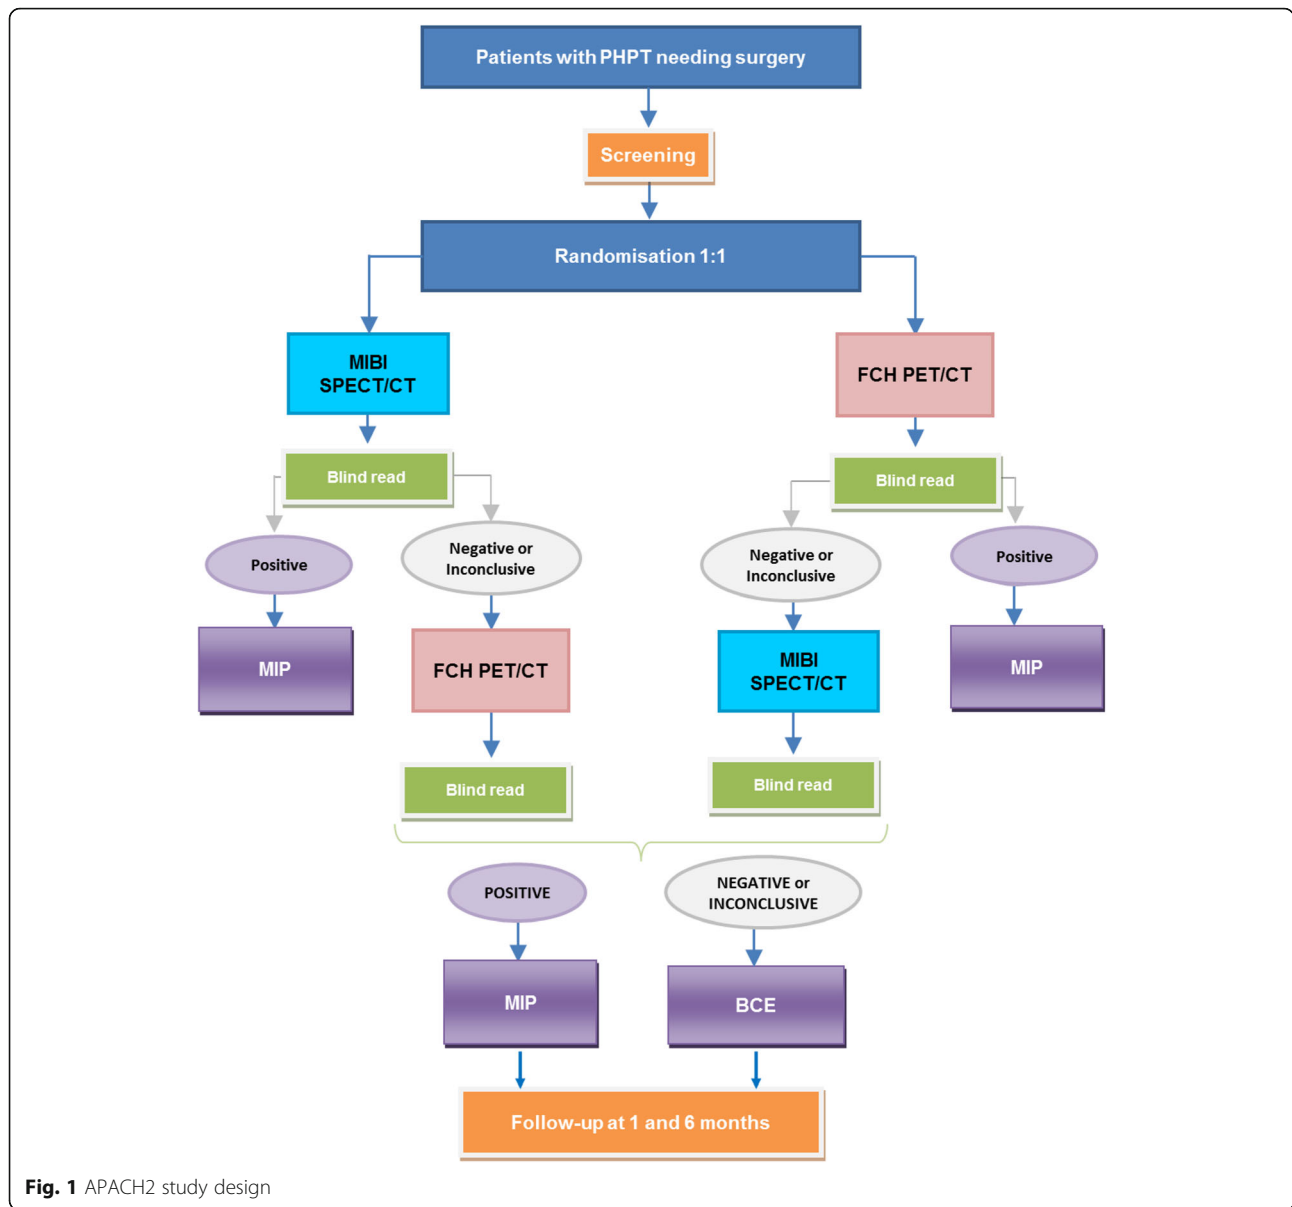 Patients with PHPT needing surgery
Screening
Randomisation 1:1
MIBI
SPECT/CT
FCH PET/CT
Blind read
Blind read
Positive
Negative or
Inconclusive
Negative or
Inconclusive
Positive
MIP
FCH PET/CT
MIBI
SPECT/CT
MIP
Blind read
Blind read
POSITIVE
NEGATIVE or
INCONCLUSIVE
MIP
BCE
Follow-up at 1 and 6 months
Fig. 1 APACH2 study design